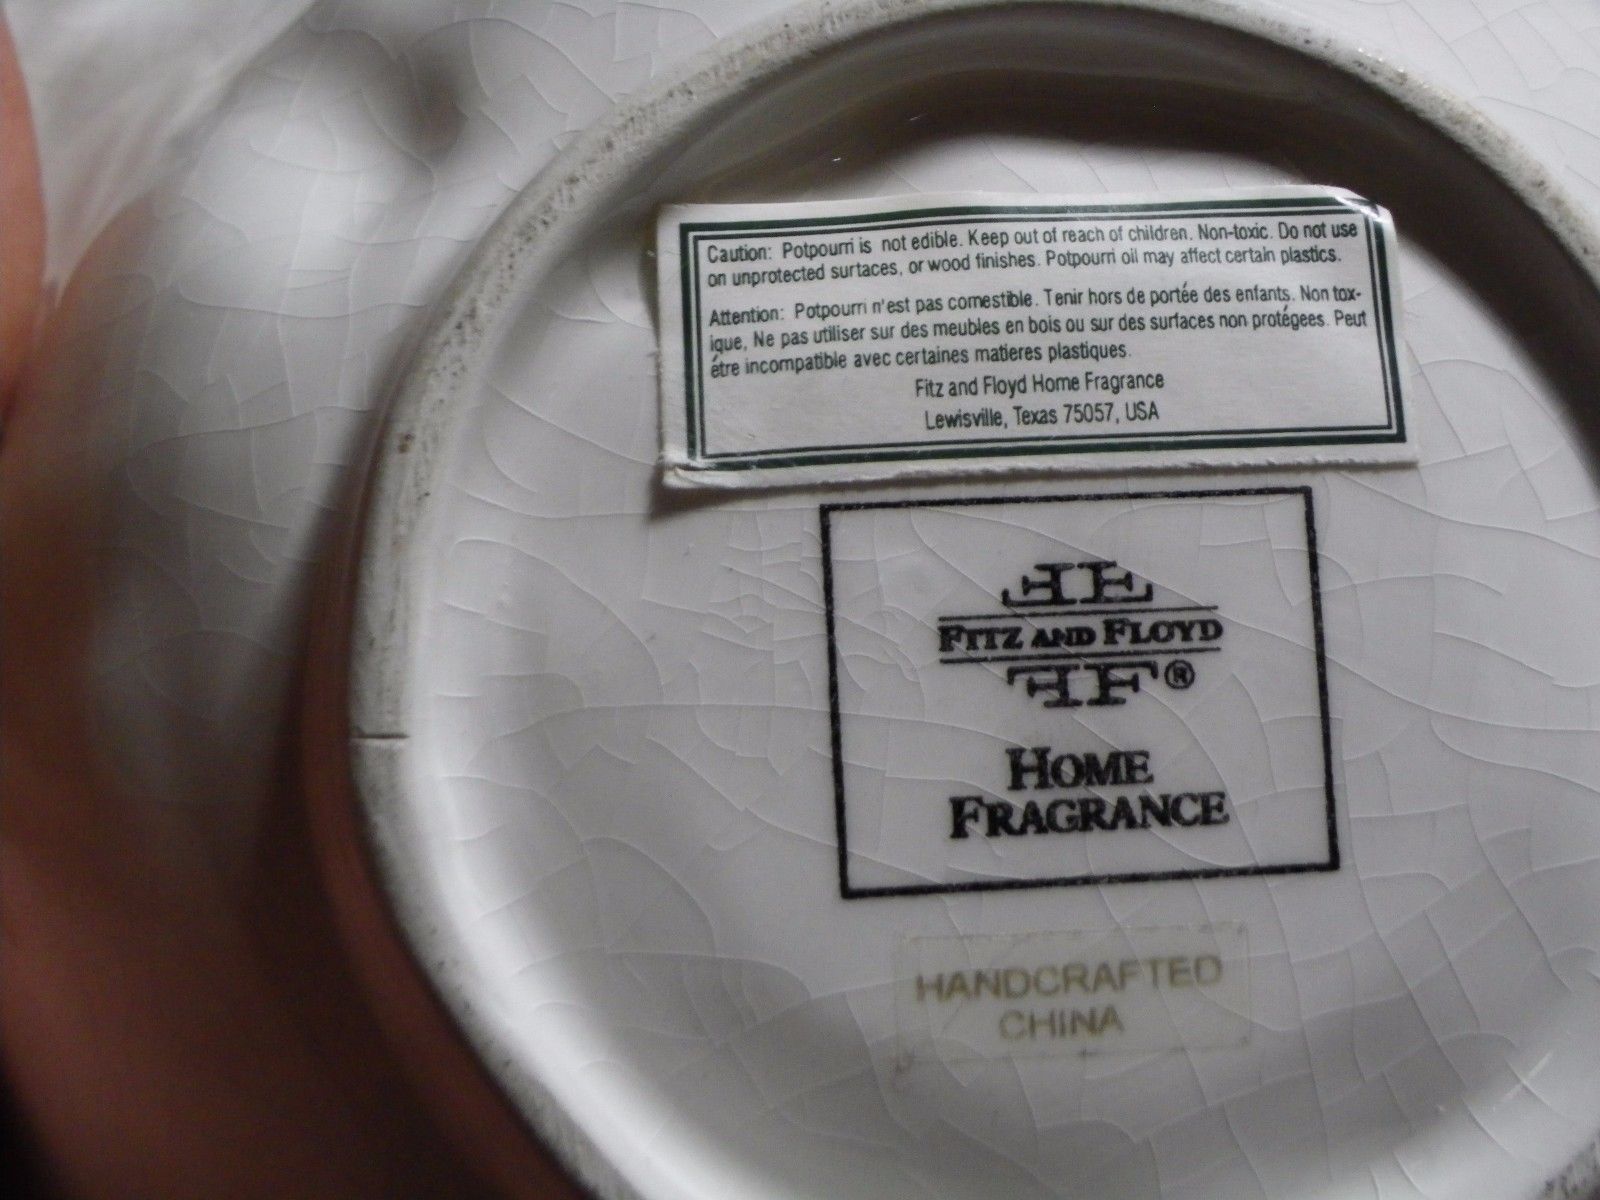 Caution: Potpourri is not edible. Keep out of reach of children. Non-toxic. Do not use
on unprotected surtaces, or wood finishes. Potpourri oil may affect certain plastics.
Attention: Potpourri n'est pas comestible. Tenir hors de portée des enfants. Non tox-
ique, Ne pas utiliser sur des meubles en bois ou sur des surfaces non protégees. Peut
étre incompatible avec certaines matieres plastiques.
Fitz and Floyd Home Fragrance
Lewisville, Texas 75057, USA
FF
FITZ AND FLOYD
FF®
HOME
FRAGRANCE
HANDCRAFTED
CHINA